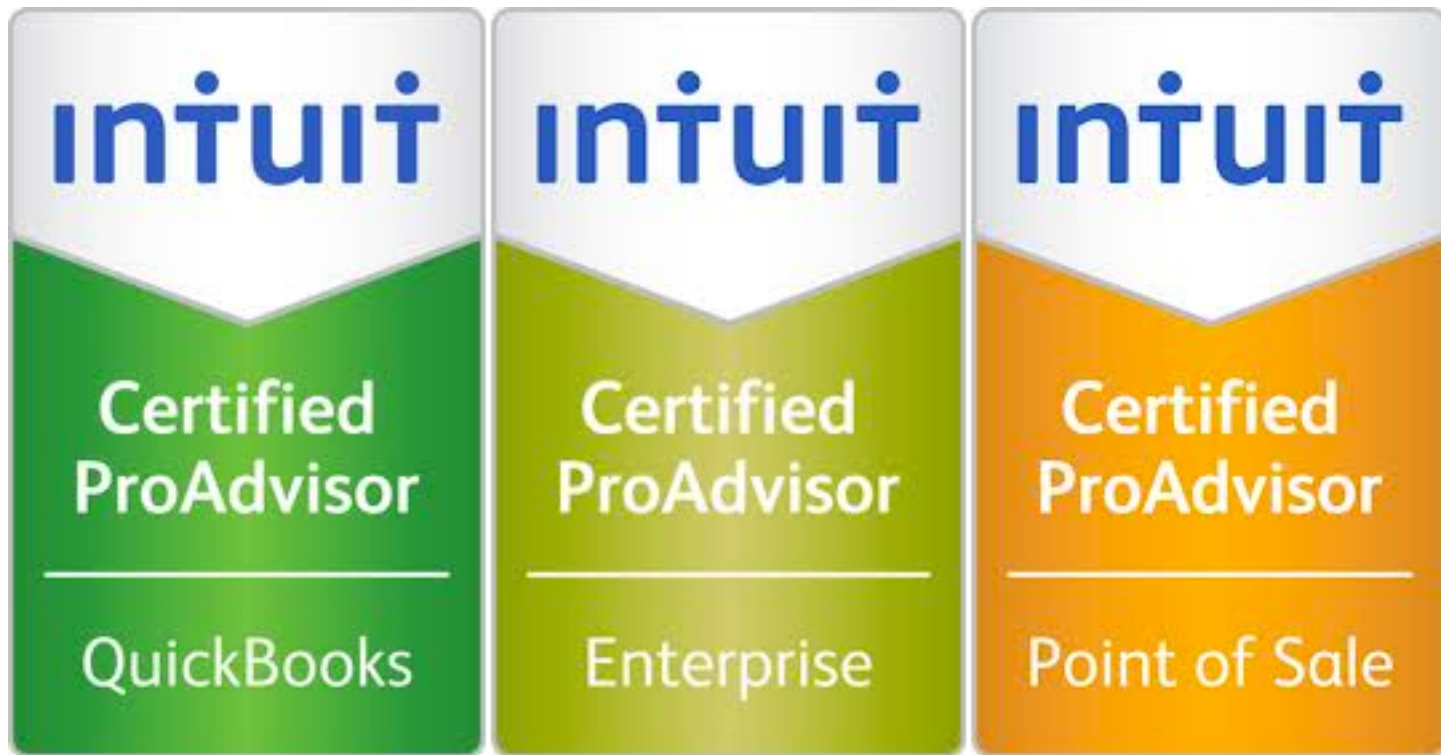 intuit
Certified
ProAdvisor
QuickBooks
intuit
Certified
ProAdvisor
Enterprise
intuit
Certified
ProAdvisor
Point of Sale